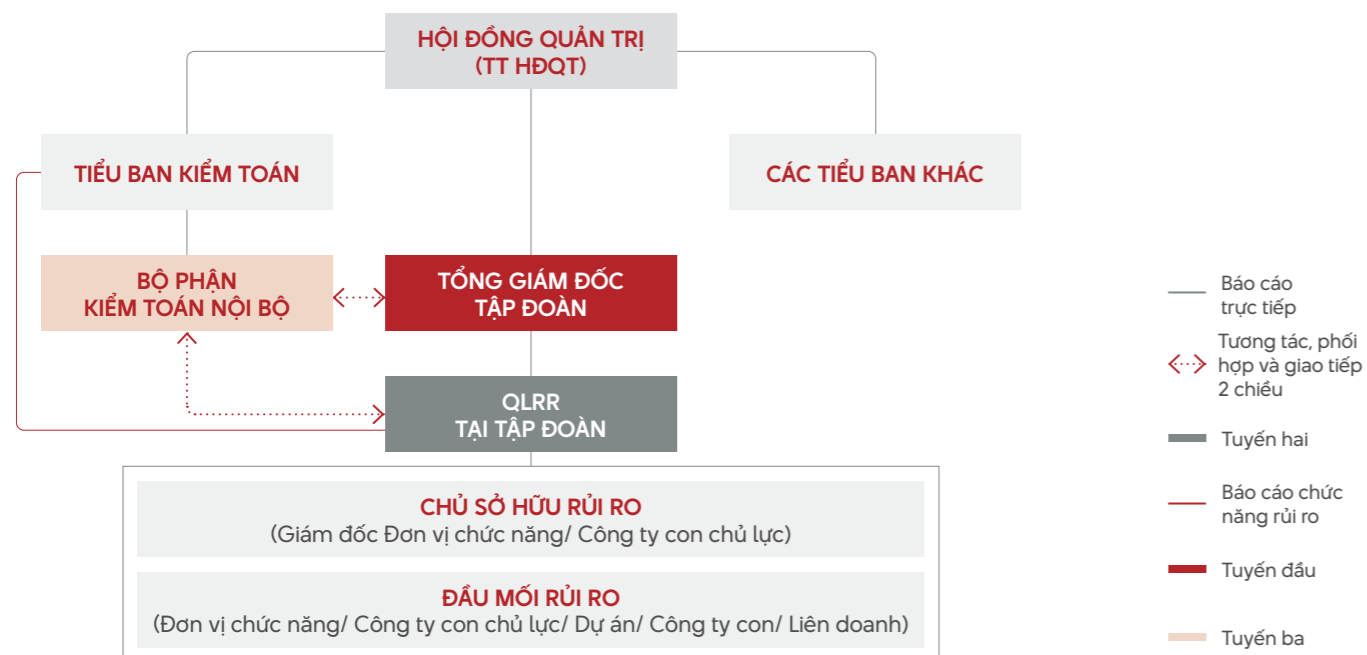 HỘI ĐỒNG QUẢN TRỊ
(TT HĐQT)
TIỂU BAN KIỂM TOÁN
CÁC TIỂU BAN KHÁC
BỘ PHẬN
KIỂM TOÁN NỘI BỘ
TỔNG GIÁM ĐỐC
TẬP ĐOÀN
QLRR
TẠI TẬP ĐOÀN
CHỦ SỞ HỮU RỦI RO
(Giám đốc Đơn vị chức năng/ Công ty con chủ lực)
ĐẦU MỐI RỦI RO
(Đơn vị chức năng/ Công ty con chủ lực/ Dự án/ Công ty con/ Liên doanh)
Báo cáo
trực tiếp
Tương tác, phối
hợp và giao tiếp
2 chiều
Tuyến hai
Báo cáo chức
năng rủi ro
Tuyến đầu
Tuyến ba